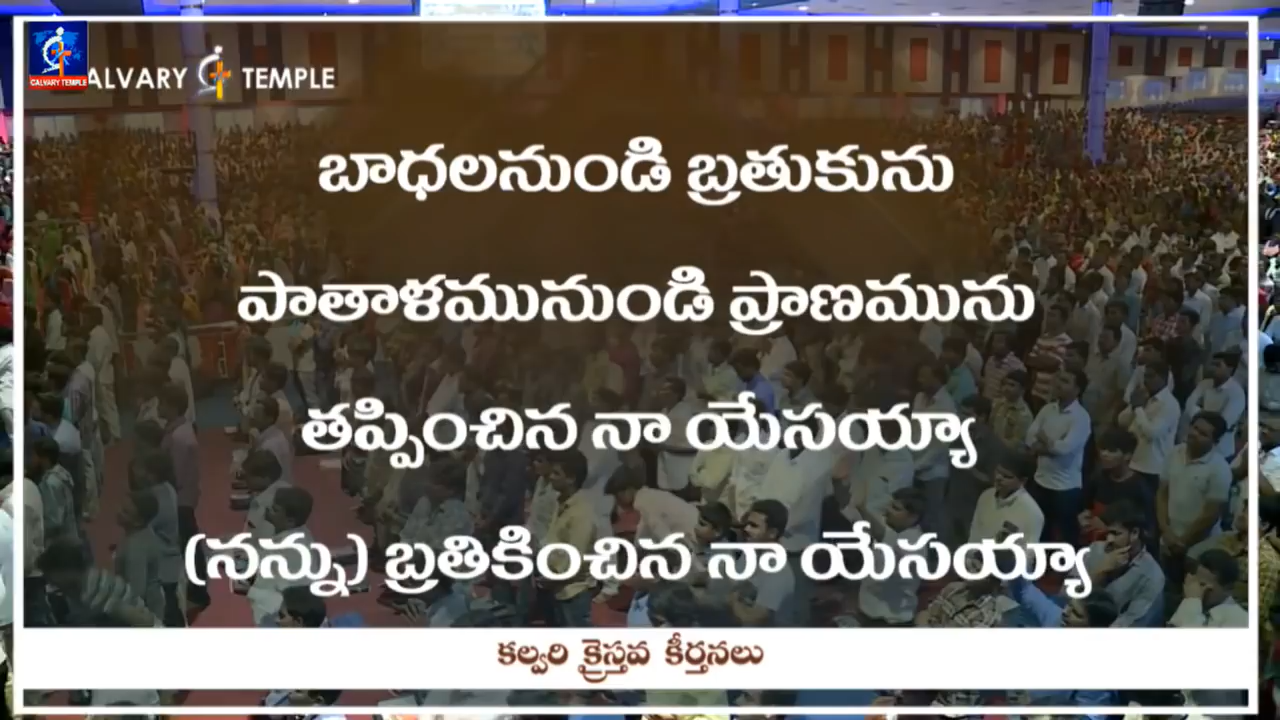 CALVARY TEMPLE
ALVARY TEMPLE
బాధలనుండి బ్రతుకును
పాతాళమునుండి ప్రాణమును
తప్పించిన నా యేసయ్యా
(నన్ను) బ్రతికించిన నా యేసయ్యా
కల్వరి క్రైస్తవ కీర్తనలు